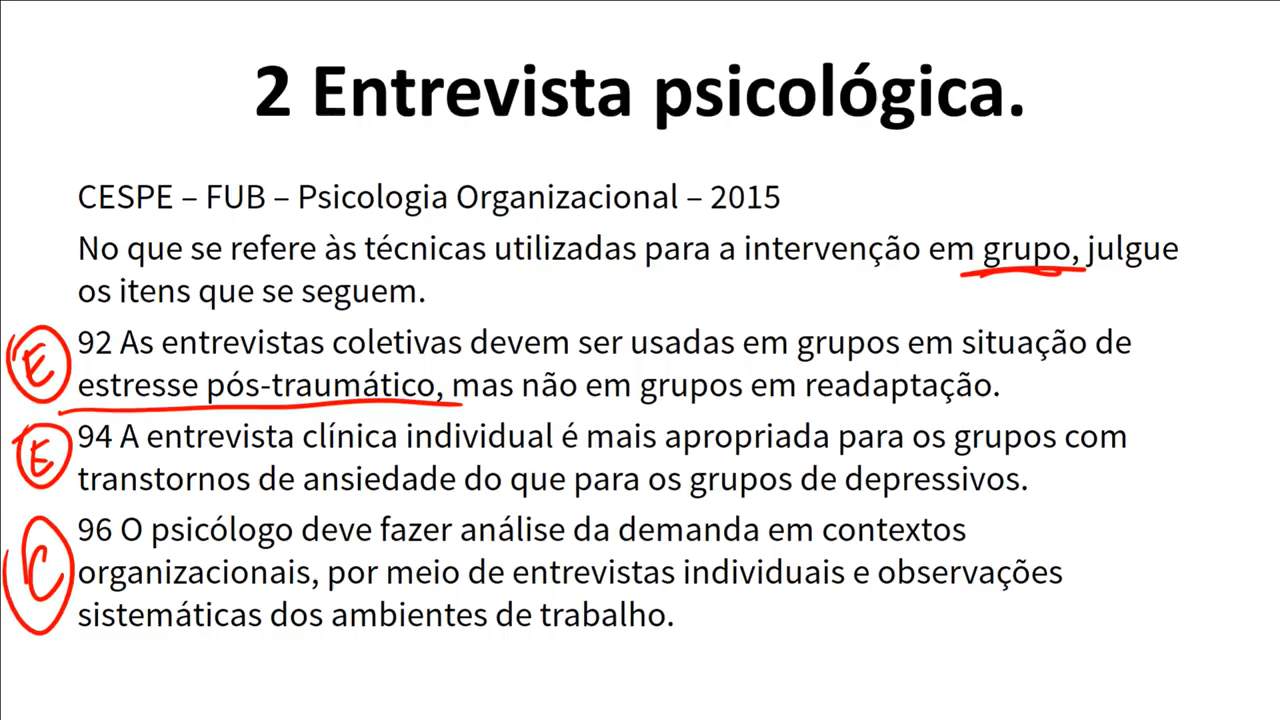 2 Entrevista psicológica.
CESPE – FUB – Psicologia Organizacional – 2015
No que se refere às técnicas utilizadas para a intervenção em grupo, julgue
os itens que se seguem.
E 92 As entrevistas coletivas devem ser usadas em grupos em situação de
estresse pós-traumático, mas não em grupos em readaptação.
E 94 A entrevista clínica individual é mais apropriada para os grupos com
transtornos de ansiedade do que para os grupos de depressivos.
C 96 O psicólogo deve fazer análise da demanda em contextos
organizacionais, por meio de entrevistas individuais e observações
sistemáticas dos ambientes de trabalho.